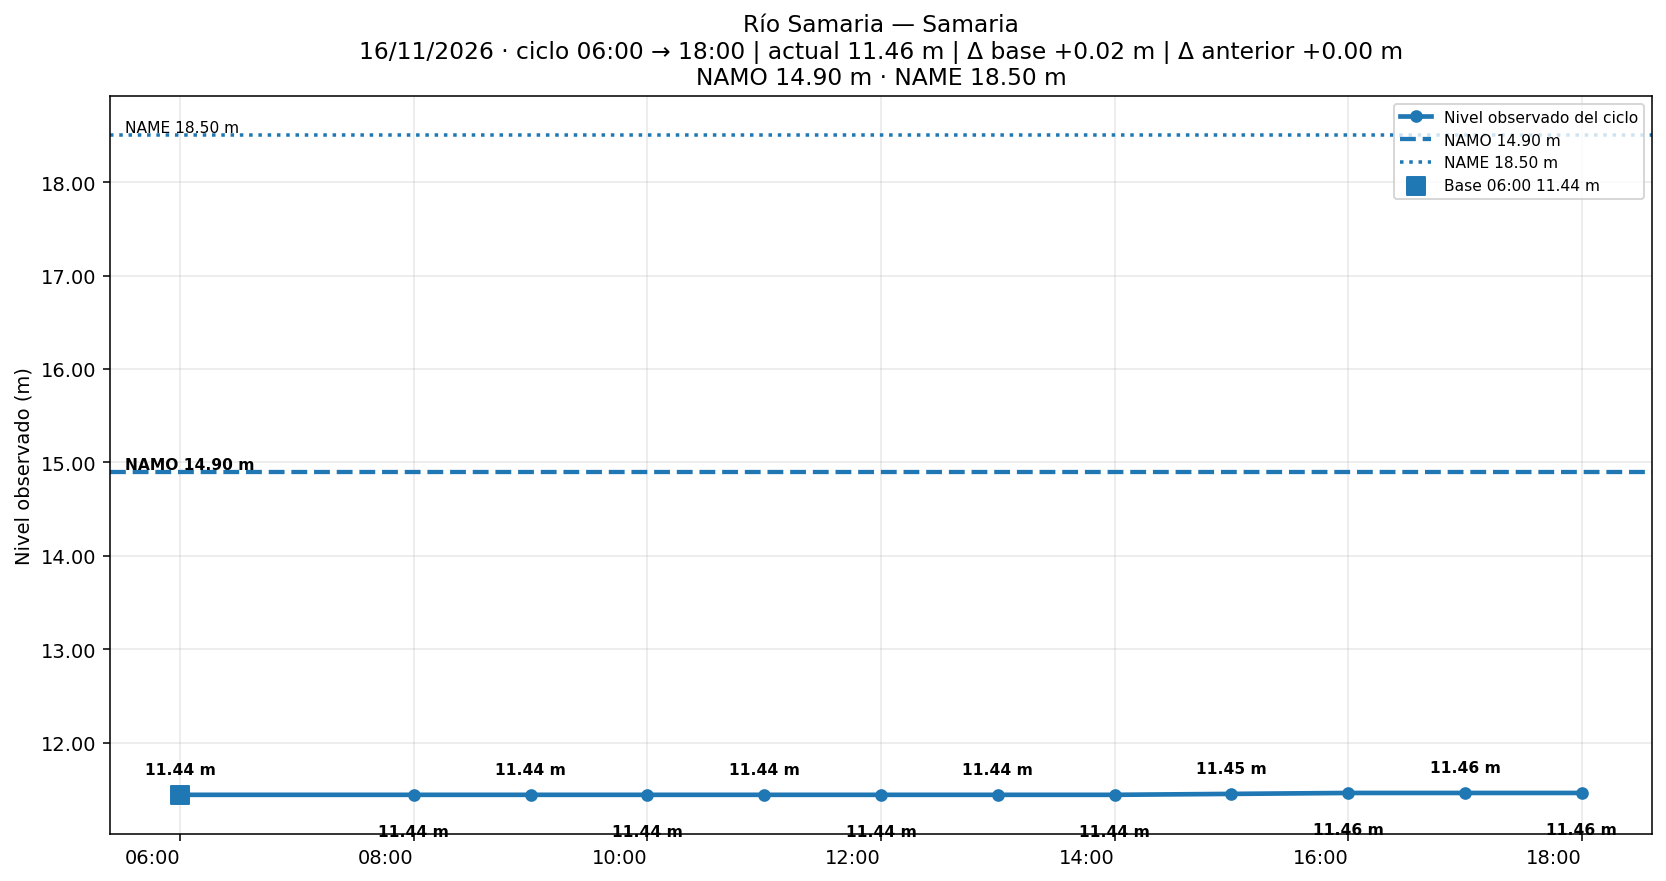 Río Samaria — Samaria
16/11/2026 · ciclo 06:00 → 18:00 | actual 11.46 m | Δ base +0.02 m | Δ anterior +0.00 m
NAMO 14.90 m · NAME 18.50 m
NAME 18.50 m
Nivel observado del ciclo
NAMO 14.90 m
NAME 18.50 m
Base 06:00 11.44 m
Nivel observado (m)
18.00
17.00
16.00
15.00
NAMO 14.90 m
14.00
13.00
12.00
11.44 m
11.44 m
11.44 m
11.44 m
11.45 m
11.46 m
11.44 m
11.44 m
11.44 m
11.44 m
11.46 m
11.46 m
06:00
08:00
10:00
12:00
14:00
16:00
18:00